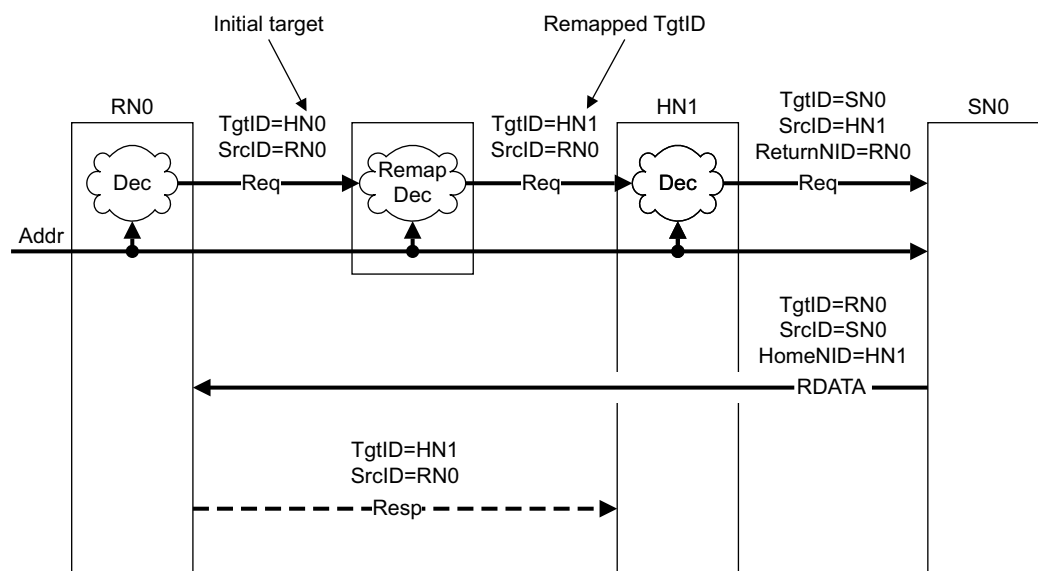 Initial target
Remapped TgtID
RN0
TgtID=HN0
SrcID=RN0
TgtID=HN1
SrcID=RN0
HN1
TgtID=SN0
SrcID=HN1
ReturnNID=RN0
SN0
Dec
Req
Remap
Dec
Req
Dec
Req
Addr
TgtID=RN0
SrcID=SN0
HomeNID=HN1
RDATA
TgtID=HN1
SrcID=RN0
Resp